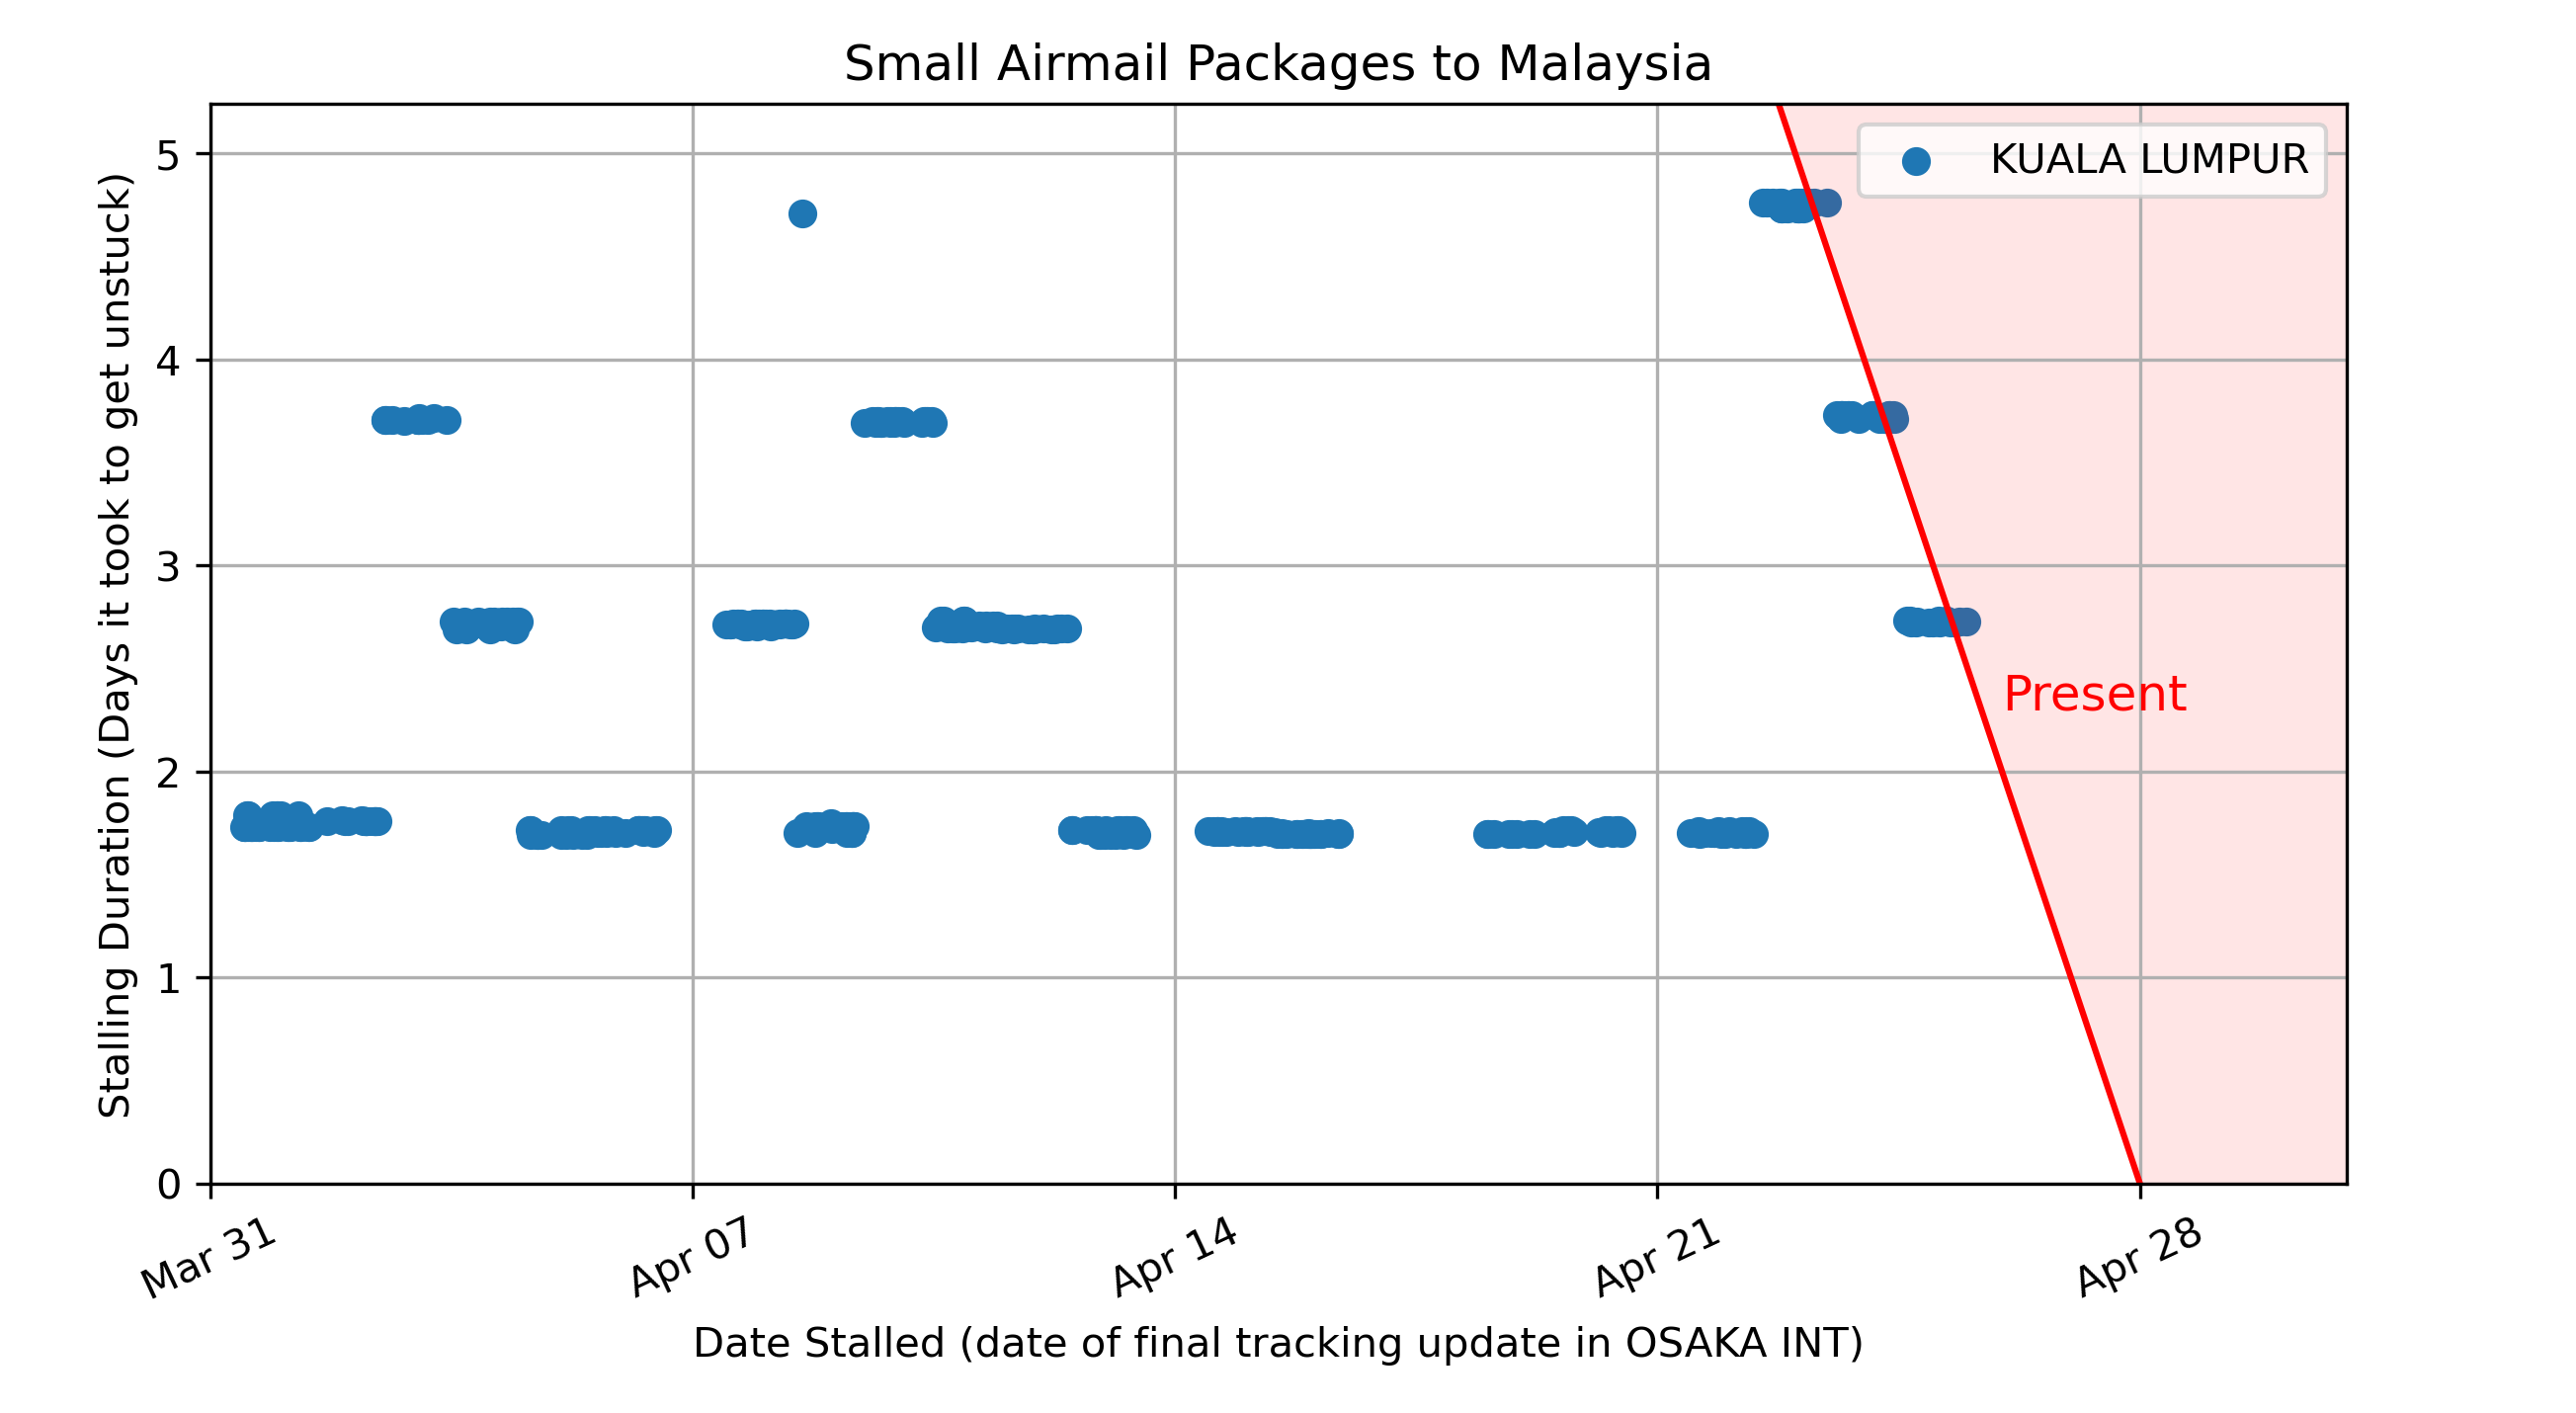 Small Airmail Packages to Malaysia
Stalling Duration (Days it took to get unstuck)
5
4
3
2
1
0
KUALA LUMPUR
Present
Mar 31
Apr 07
Apr 14
Apr 21
Apr 28
Date Stalled (date of final tracking update in OSAKA INT)